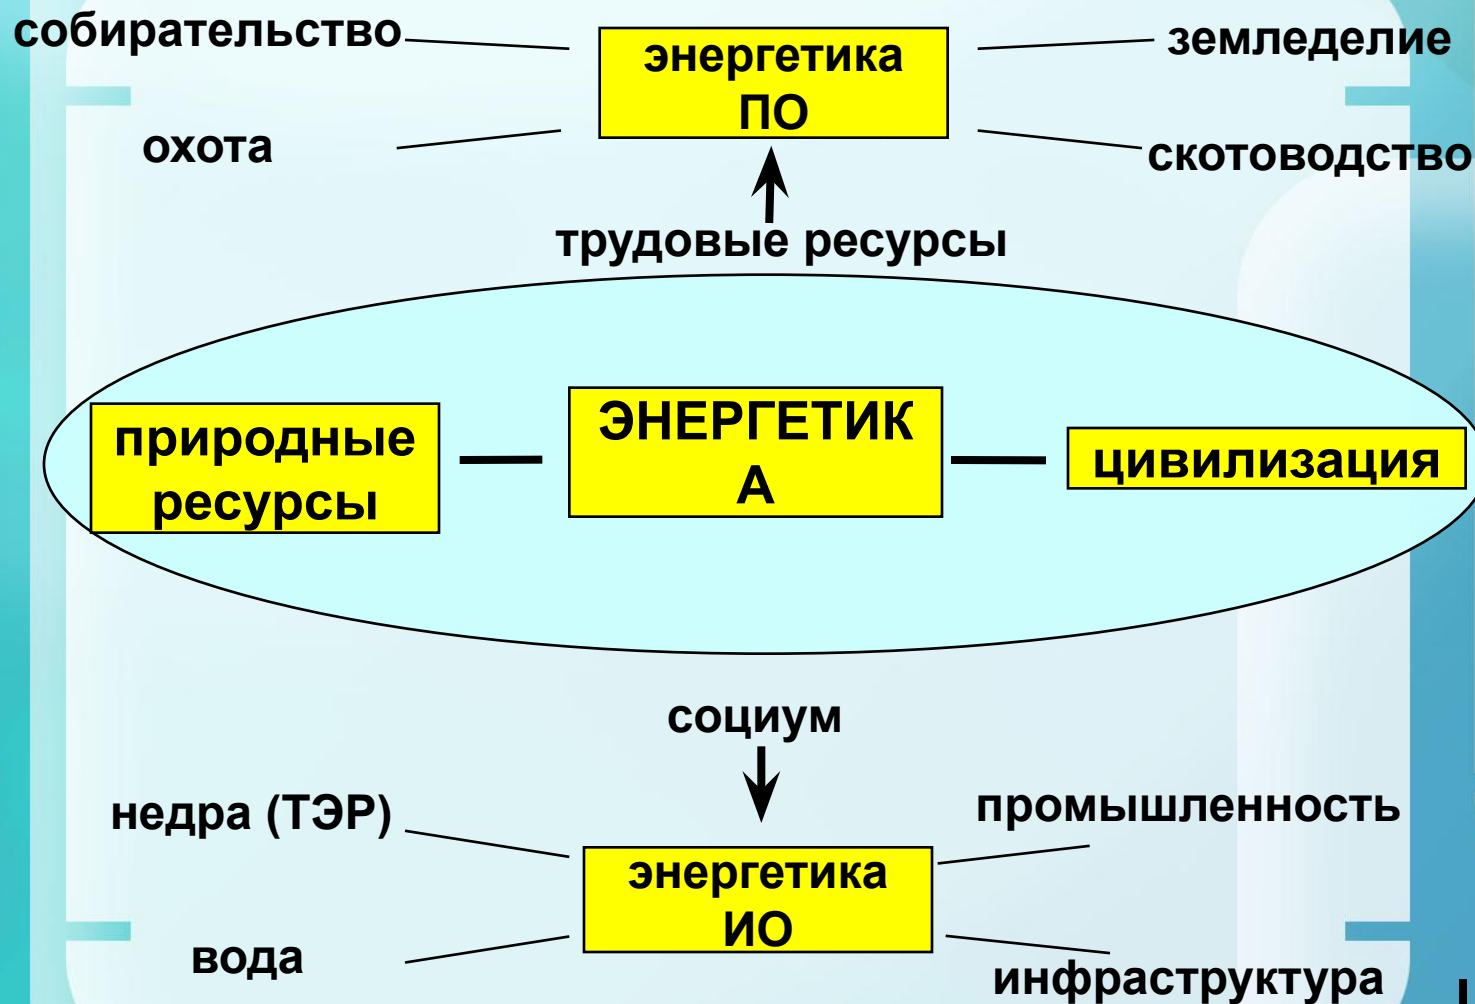 собирательство
энергетика
ПО
земледелие
охота
скотоводство
трудовые ресурсы
природные
ресурсы
ЭНЕРГЕТИК
А
цивилизация
социум
недра (ТЭР)
промышленность
энергетика
ИО
вода
инфраструктура